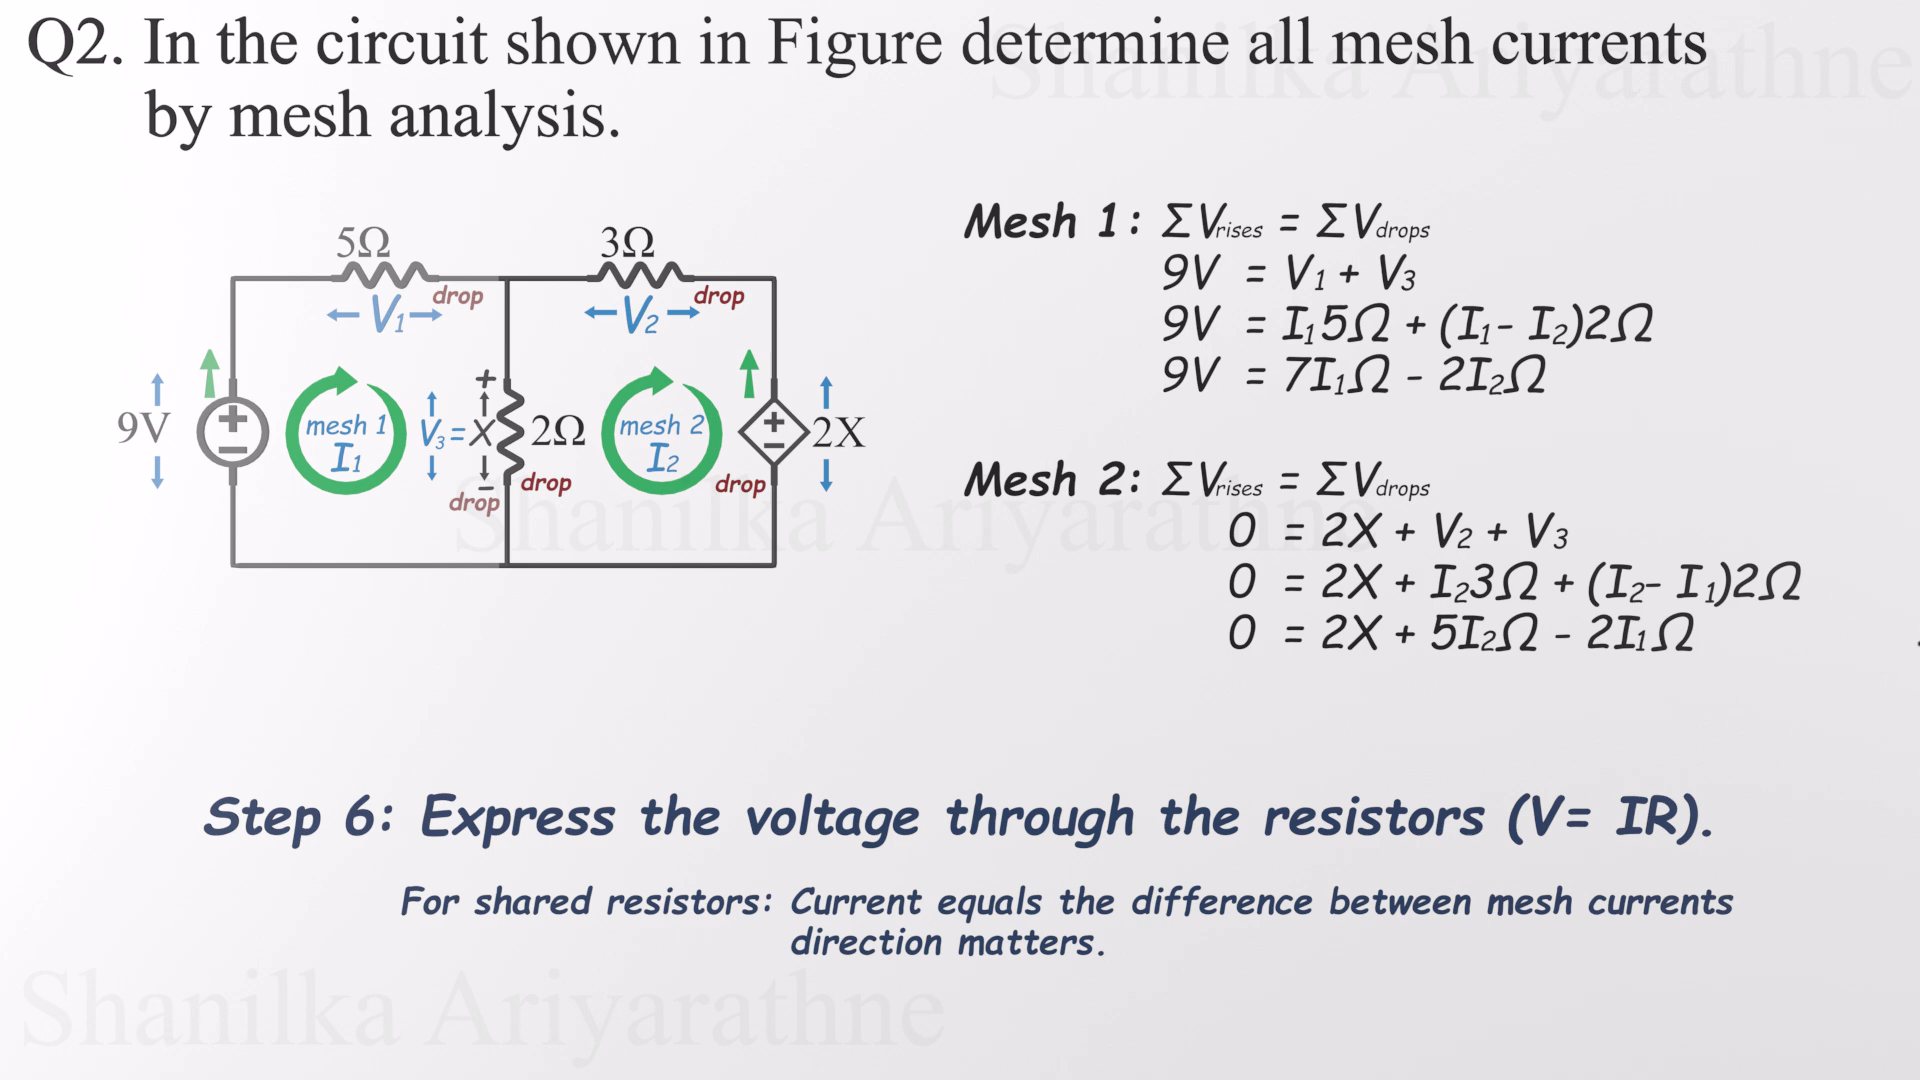 Q2. In the circuit shown in Figure determine all mesh currents
by mesh analysis.
Shanilka Ariyarathne
5Ω
3Ω
drop
drop
V1
V2
9V
+
−
mesh 1
I1
V3 = X
+
−
2Ω
mesh 2
I2
+
−
2X
drop
drop
drop
Shanilka Ariyarathne
Mesh 1: ΣVrises = ΣVdrops
9V = V1 + V3
9V = I15Ω + (I1- I2)2Ω
9V = 7I1Ω - 2I2Ω
Mesh 2: ΣVrises = ΣVdrops
0 = 2X + V2 + V3
0 = 2X + I23Ω + (I2- I1)2Ω
0 = 2X + 5I2Ω - 2I1Ω
Step 6: Express the voltage through the resistors (V= IR).
For shared resistors: Current equals the difference between mesh currents
direction matters.
Shanilka Ariyarathne